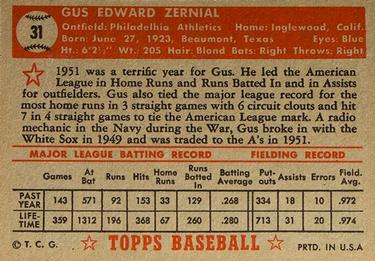 31
GUS EDWARD ZERNIAL
Outfield: Philadelphia Athletics Home: Inglewood, Calif.
Born: June 27, 1923, Beaumont, Texas Eyes: Blue
Ht.: 6'2½" Wt. 205 Hair: Blond Bats: Right Throws: Right
1951 was a terrific year for Gus. He led the American
League in Home Runs and Runs Batted In and in Assists
for outfielders. Gus also tied the major league record for the
most home runs in 3 straight games with 6 circuit clouts and hit
7 in 4 straights to tie the American League mark. A radio
mechanic in the Navy during the War, Gus broke in with the
White Sox in 1949 and was traded to the A's in 1951.
MAJOR LEAGUE BATTING RECORD FIELDING RECORD
Games At Bat Runs Hits Home Runs Runs Batted In Batting Average Put-outs Assists Errors Field. Av.
PAST YEAR 143 571 92 153 33 129 .268 334 18 10 .972
LIFE-TIME 359 1312 196 368 67 260 .280 713 31 20 .974
© T. C. G. TOPPS BASEBALL PRTD. IN U.S.A